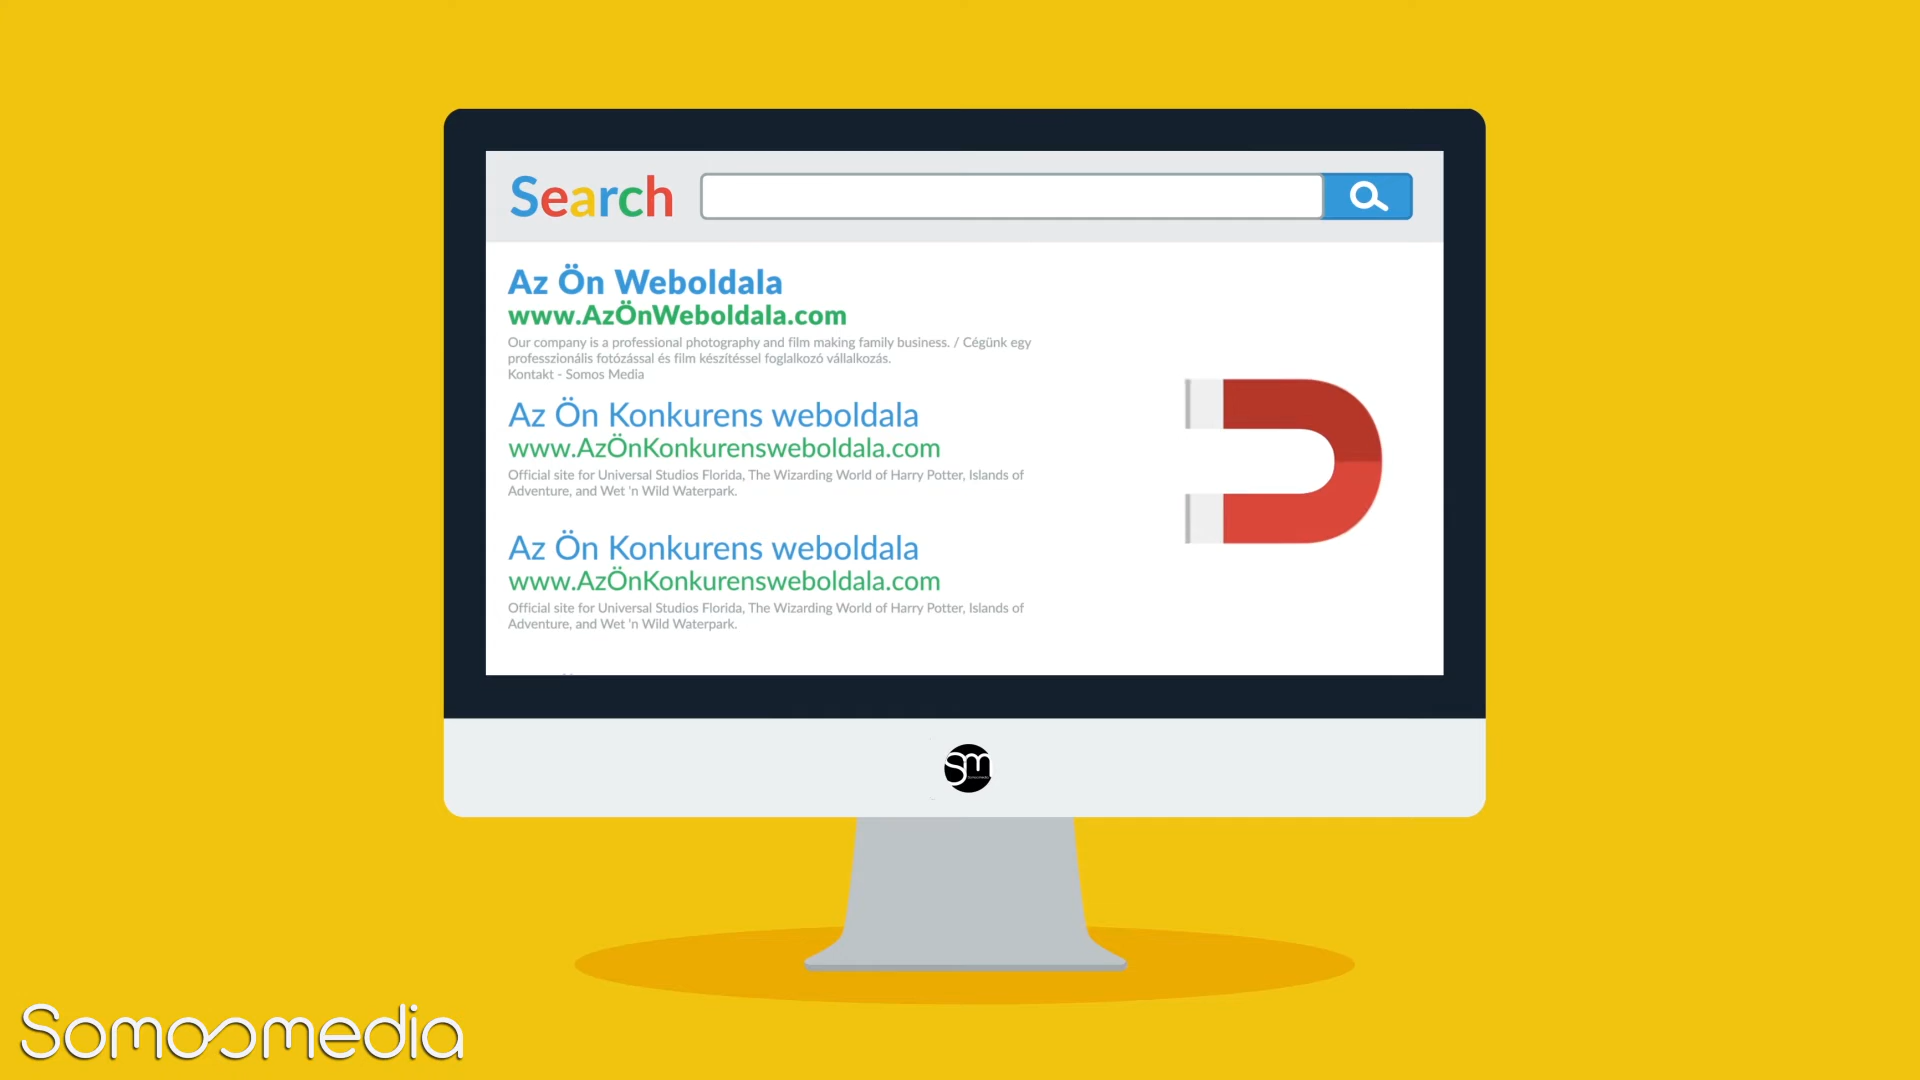 Search
Az Ön Weboldala
www.AzÖnWeboldala.com
Our company is a professional photography and film making family business. / Cégünk egy
professzionális fotózással és film készítéssel foglalkozó vállalkozás.
Kontakt - Somos Media
Az Ön Konkurens weboldala
www.AzÖnKonkurensweboldala.com
Official site for Universal Studios Florida, The Wizarding World of Harry Potter, Islands of
Adventure, and Wet 'n Wild Waterpark.
Az Ön Konkurens weboldala
www.AzÖnKonkurensweboldala.com
Official site for Universal Studios Florida, The Wizarding World of Harry Potter, Islands of
Adventure, and Wet 'n Wild Waterpark.
Sm
Somosmedia